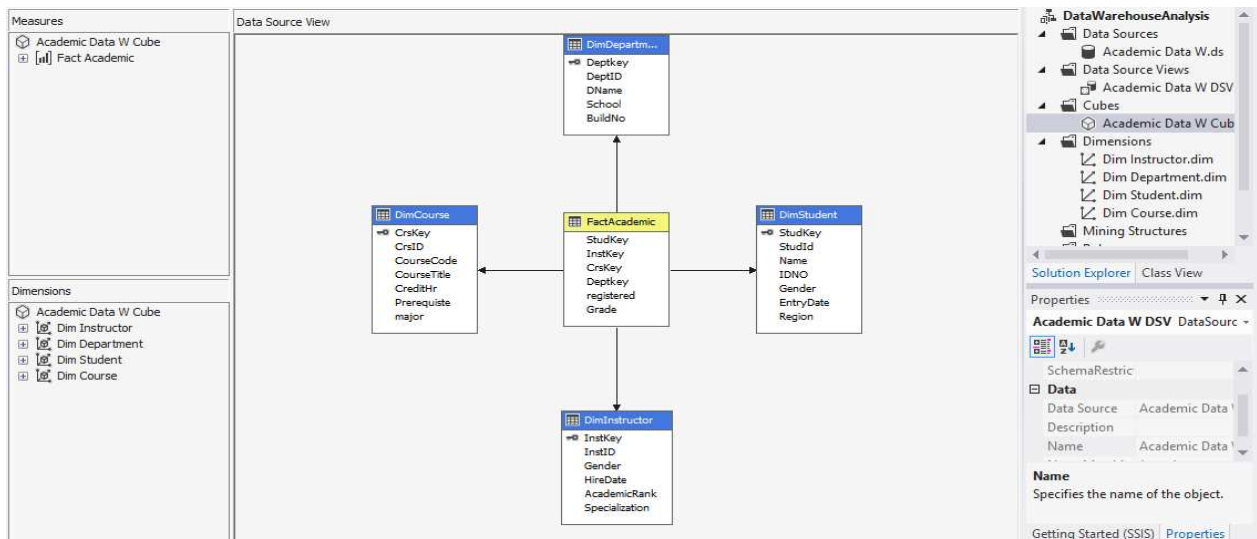 Measures
Academic Data W Cube
Fact Academic
Dimensions
Academic Data W Cube
Dim Instructor
Dim Department
Dim Student
Dim Course
Data Source View
DimDepartm...
Deptkey
DeptID
DName
School
BuildNo
DimCourse
CrsKey
CrsID
CourseCode
CourseTitle
CreditHr
Prerequiste
major
FactAcademic
StudKey
InstKey
CrsKey
Deptkey
registered
Grade
DimStudent
StudKey
StudId
Name
IDNO
Gender
EntryDate
Region
DimInstructor
InstKey
InstID
Gender
HireDate
AcademicRank
Specialization
DataWarehouseAnalysis
Data Sources
Academic Data W.ds
Data Source Views
Academic Data W DSV
Cubes
Academic Data W Cub
Dimensions
Dim Instructor.dim
Dim Department.dim
Dim Student.dim
Dim Course.dim
Mining Structures
Solution Explorer Class View
Properties
Academic Data W DSV DataSourc
SchemaRestric
Data
Data Source Academic Data
Description
Name Academic Data
Name
Specifies the name of the object.
Getting Started (SSIS) Properties